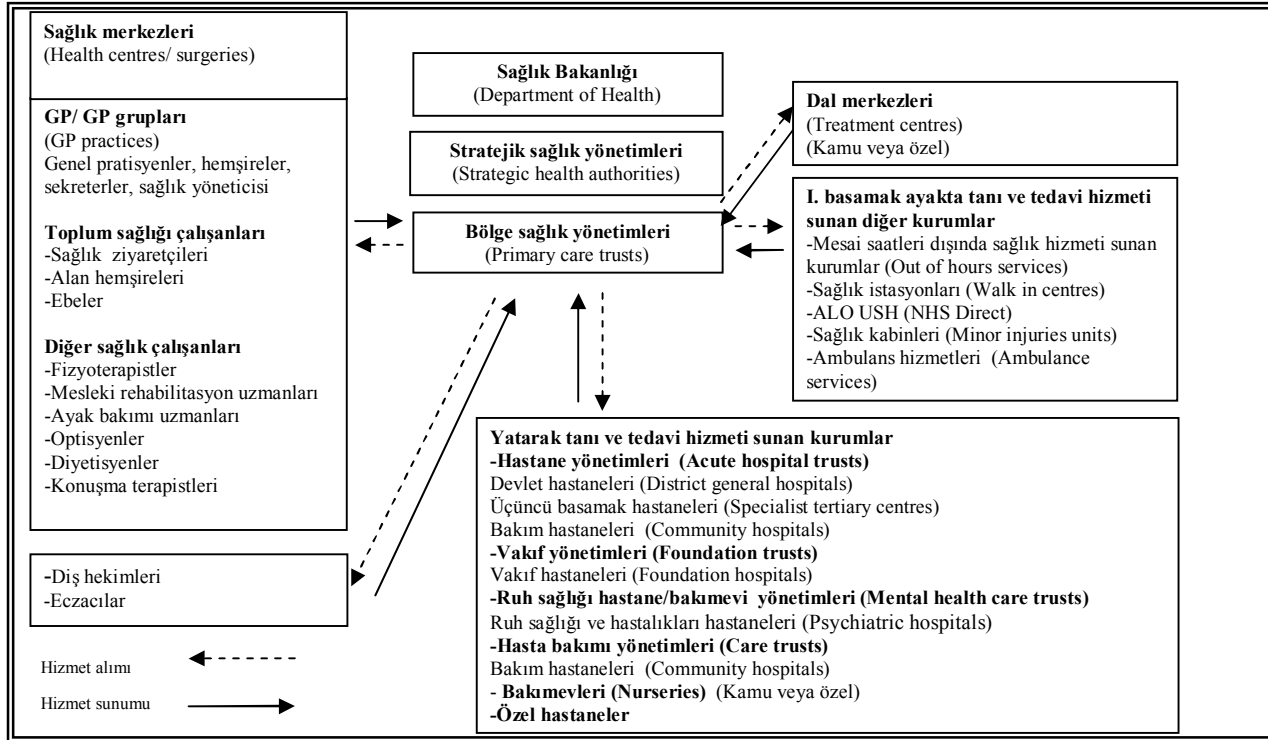 Sağlık merkezleri
(Health centres/ surgeries)
GP/ GP grupları
(GP practices)
Genel pratisyenler, hemşireler,
sekreterler, sağlık yöneticisi
Toplum sağlığı çalışanları
-Sağlık ziyaretçileri
-Alan hemşireleri
-Ebeler
Diğer sağlık çalışanları
-Fizyoterapistler
-Mesleki rehabilitasyon uzmanları
-Ayak bakımı uzmanları
-Optisyenler
-Diyetisyenler
-Konuşma terapistleri
-Diş hekimleri
-Eczacılar
Hizmet alımı
Hizmet sunumu
Sağlık Bakanlığı
(Department of Health)
Stratejik sağlık yönetimleri
(Strategic health authorities)
Bölge sağlık yönetimleri
(Primary care trusts)
Dal merkezleri
(Treatment centres)
(Kamu veya özel)
I. basamak ayakta tanı ve tedavi hizmeti
sunan diğer kurumlar
-Mesai saatleri dışında sağlık hizmeti sunan
kurumlar (Out of hours services)
-Sağlık istasyonları (Walk in centres)
-ALO USH (NHS Direct)
-Sağlık kabinleri (Minor injuries units)
-Ambulans hizmetleri (Ambulance
services)
Yatarak tanı ve tedavi hizmeti sunan kurumlar
-Hastane yönetimleri (Acute hospital trusts)
Devlet hastaneleri (District general hospitals)
Üçüncü basamak hastaneleri (Specialist tertiary centres)
Bakım hastaneleri (Community hospitals)
-Vakıf yönetimleri (Foundation trusts)
Vakıf hastaneleri (Foundation hospitals)
-Ruh sağlığı hastane/bakımevi yönetimleri (Mental health care trusts)
Ruh sağlığı ve hastalıkları hastaneleri (Psychiatric hospitals)
-Hasta bakımı yönetimleri (Care trusts)
Bakım hastaneleri (Community hospitals)
- Bakımevleri (Nurseries) (Kamu veya özel)
-Özel hastaneler